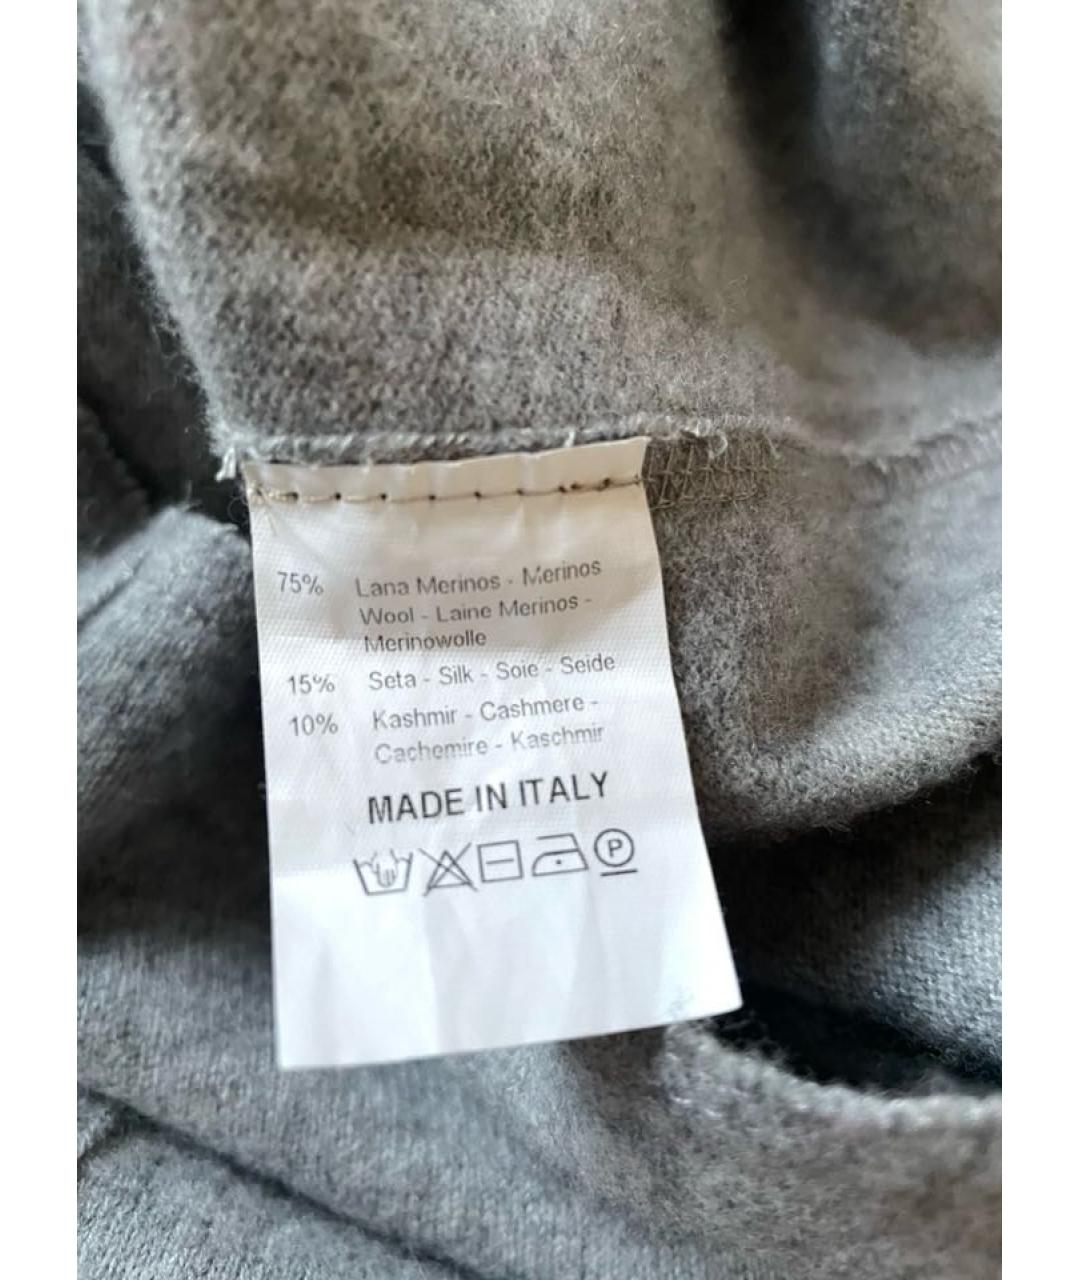 75% Lana Merinos - Merinos
Wool - Laine Merinos -
Merinowolle
15% Seta - Silk - Soie - Seide
10% Kashmir - Cashmere -
Cachemire - Kaschmir
MADE IN ITALY
P